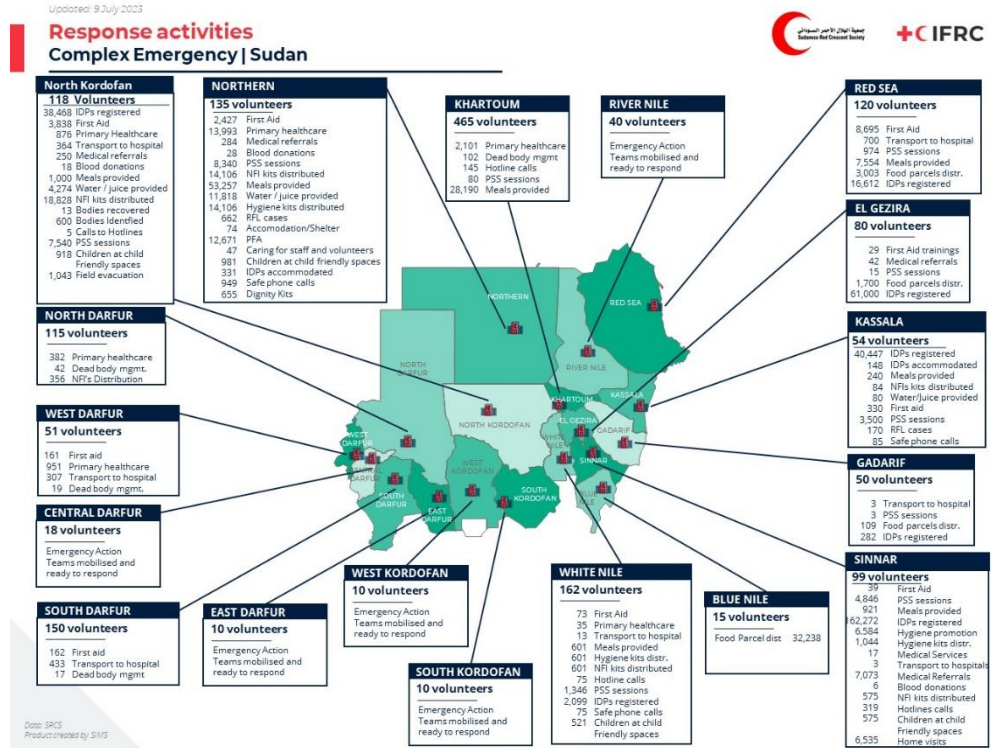 Updated: 9 July 2023
Response activities
Complex Emergency | Sudan
جمعية الهلال الأحمر السوداني
Sudanese Red Crescent Society
IFRC
North Kordofan
118 Volunteers
38,468 IDPs registered
3,838 First Aid
876 Primary Healthcare
364 Transport to hospital
250 Medical referrals
18 Blood donations
1,000 Meals provided
4,274 Water / juice provided
18,828 NFI kits distributed
13 Bodies recovered
600 Bodies Identfied
5 Calls to Hotlines
7,540 PSS sessions
918 Children at child
Friendly spaces
1,043 Field evacuation
NORTHERN
135 volunteers
2,427 First Aid
13,993 Primary healthcare
284 Medical referrals
28 Blood donations
8,340 PSS sessions
14,106 NFI kits distributed
53,257 Meals provided
11,818 Water / juice provided
14,106 Hygiene kits distributed
662 RFL cases
74 Accomodation/Shelter
12,671 PFA
47 Caring for staff and volunteers
981 Children at child friendly spaces
331 IDPs accommodated
949 Safe phone calls
655 Dignity Kits
KHARTOUM
465 volunteers
2,101 Primary healthcare
102 Dead body mgmt
145 Hotline calls
80 PSS sessions
28,190 Meals provided
RIVER NILE
40 volunteers
Emergency Action
Teams mobilised and
ready to respond
RED SEA
120 volunteers
8,695 First Aid
700 Transport to hospital
974 PSS sessions
7,554 Meals provided
3,003 Food parcels distr.
16,612 IDPs registered
EL GEZIRA
80 volunteers
29 First Aid trainings
42 Medical referrals
15 PSS sessions
1,700 Food parcels distr.
61,000 IDPs registered
NORTH DARFUR
115 volunteers
382 Primary healthcare
42 Dead body mgmt.
356 NFI's Distribution
KASSALA
54 volunteers
40,447 IDPs registered
148 IDPs accommodated
240 Meals provided
84 NFIs kits distributed
80 Water/Juice provided
330 First aid
3,500 PSS sessions
170 RFL cases
85 Safe phone calls
WEST DARFUR
51 volunteers
161 First aid
951 Primary healthcare
307 Transport to hospital
19 Dead body mgmt.
GADARIF
50 volunteers
3 Transport to hospital
3 PSS sessions
109 Food parcels distr.
282 IDPs registered
CENTRAL DARFUR
18 volunteers
Emergency Action
Teams mobilised and
ready to respond
NORTHERN
RED SEA
RIVER NILE
NORTH
DARFUR
KHARTOUM
KASSALA
EL GEZIRA
GADARIF
NORTH KORDOFAN
WHITE
NILE
SINNAR
WEST
DARFUR
CENTRAL
DARFUR
WEST
KORDOFAN
SOUTH
KORDOFAN
BLUE
NILE
SOUTH
DARFUR
EAST
DARFUR
SOUTH DARFUR
150 volunteers
162 First aid
433 Transport to hospital
17 Dead body mgmt
EAST DARFUR
10 volunteers
Emergency Action
Teams mobilised and
ready to respond
WEST KORDOFAN
10 volunteers
Emergency Action
Teams mobilised and
ready to respond
SOUTH KORDOFAN
10 volunteers
Emergency Action
Teams mobilised and
ready to respond
WHITE NILE
162 volunteers
73 First Aid
35 Primary healthcare
13 Transport to hospital
601 Meals provided
601 Hygiene kits distr.
601 NFI kits distributed
75 Hotline calls
1,346 PSS sessions
2,099 IDPs registered
75 Safe phone calls
521 Children at child
Friendly spaces
BLUE NILE
15 volunteers
Food Parcel dist 32,238
SINNAR
99 volunteers
39 First Aid
4,846 PSS sessions
921 Meals provided
162,272 IDPs registered
6,584 Hygiene promotion
1,044 Hygiene kits distr.
17 Medical Services
3 Transport to hospitals
7,073 Medical Referrals
6 Blood donations
575 NFI kits distributed
319 Hotlines calls
575 Children at child
Friendly spaces
6,535 Home visits
Data: SRCS
Product created by SIMS